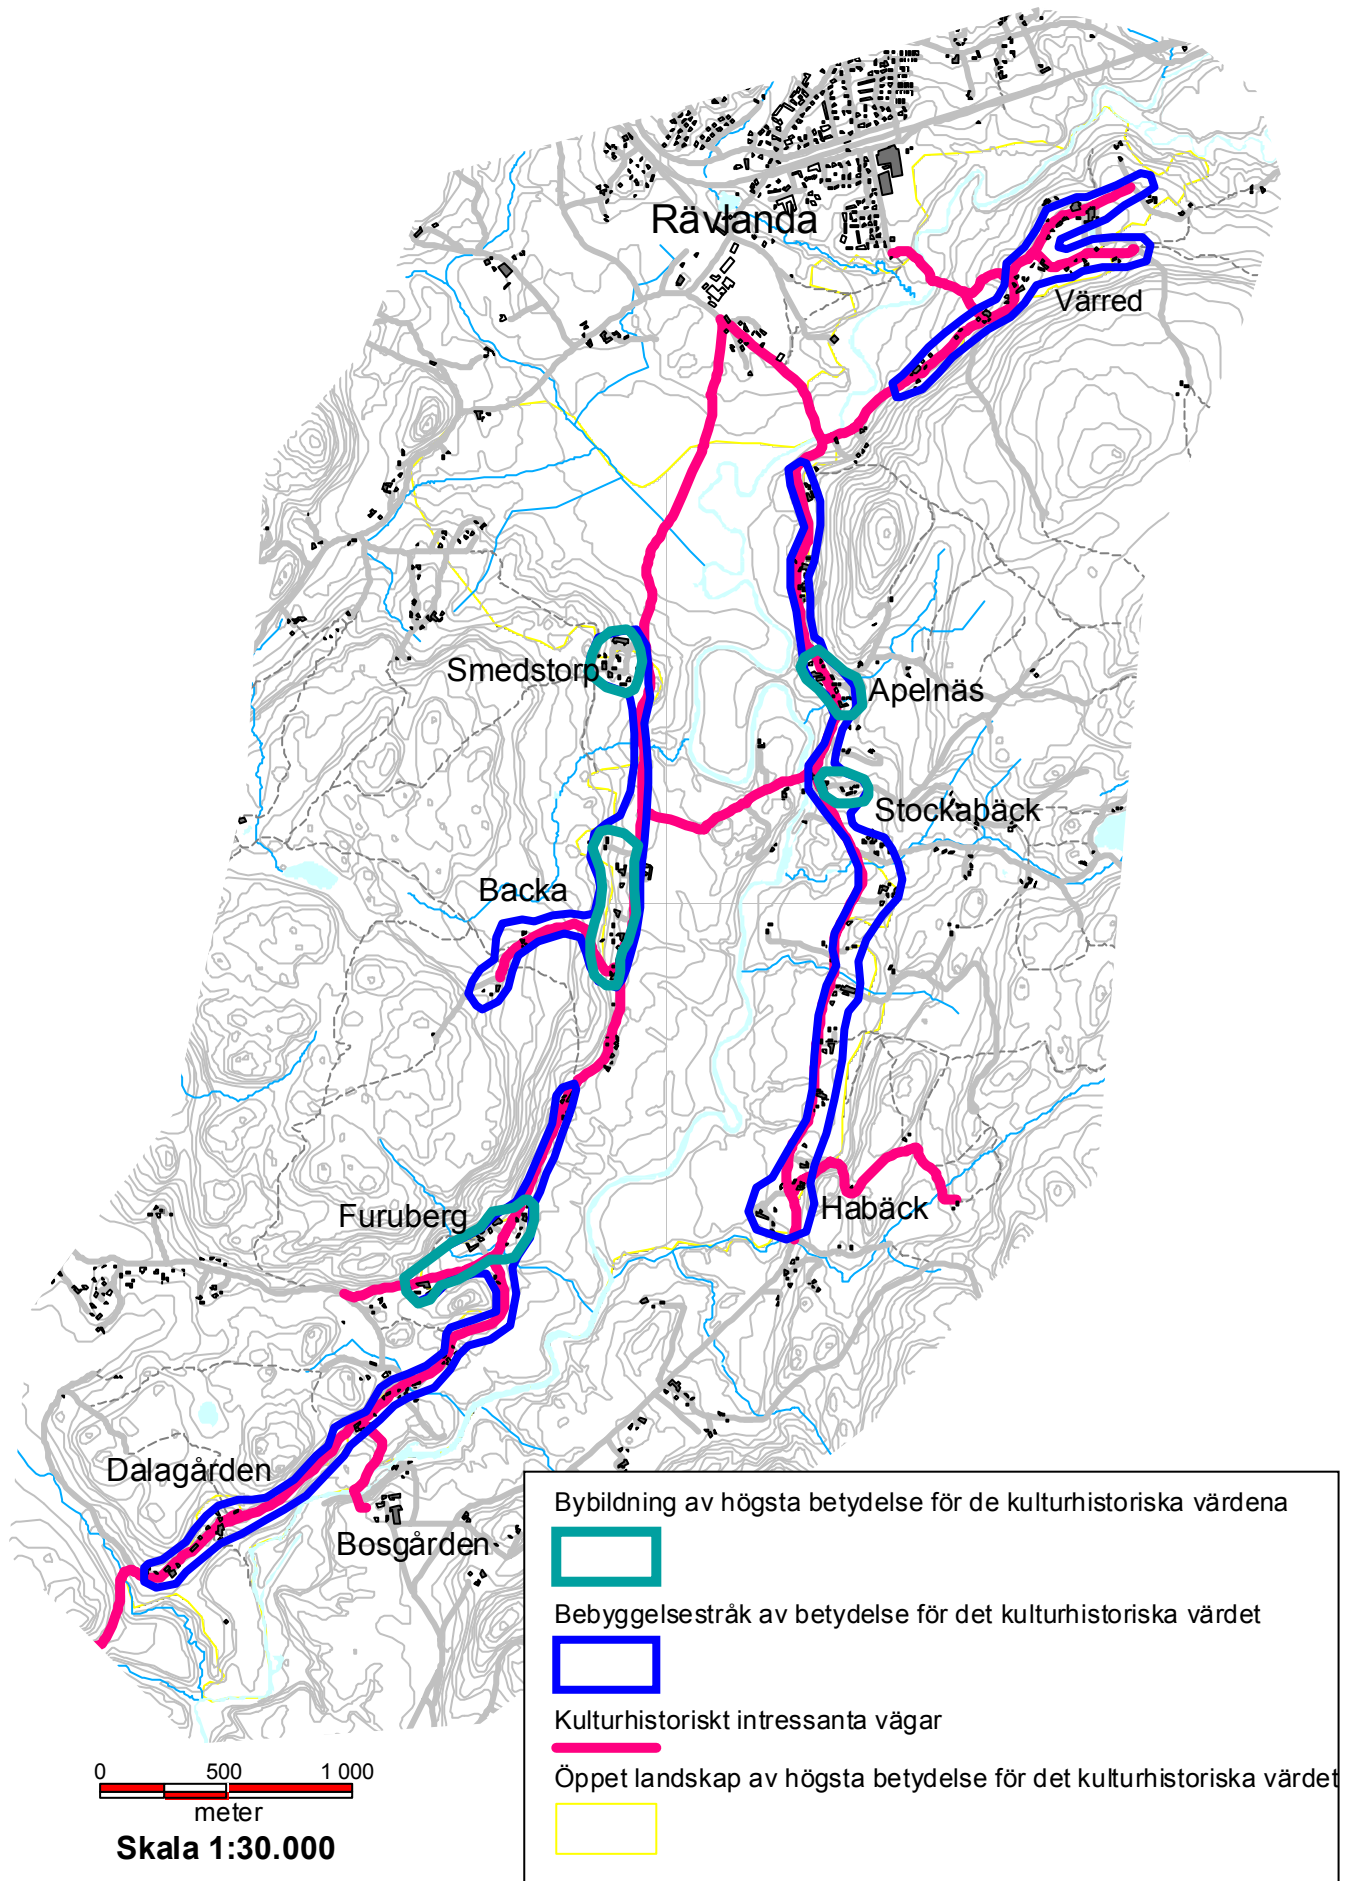 Rävlanda
Värred
Smedstorp
Apelnäs
Stockabäck
Backa
Furuberg
Habäck
Dalagården
Bosgården
Bybildning av högsta betydelse för de kulturhistoriska värdena
Bebyggelsestråk av betydelse för det kulturhistoriska värdet
Kulturhistoriskt intressanta vägar
Öppet landskap av högsta betydelse för det kulturhistoriska värdet
0 500 1 000
meter
Skala 1:30.000